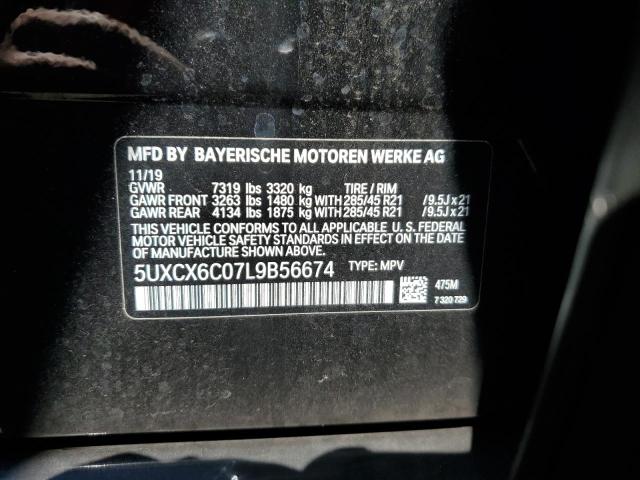 MFD BY BAYERISCHE MOTOREN WERKE AG
11/19
GVWR 7319 lbs 3320 kg TIRE / RIM
GAWR FRONT 3263 lbs 1480 kg WITH 285/45 R21 /9.5J x 21
GAWR REAR 4134 lbs 1875 kg WITH 285/45 R21 /9.5J x 21
THIS VEHICLE CONFORMS TO ALL APPLICABLE U. S. FEDERAL
MOTOR VEHICLE SAFETY STANDARDS IN EFFECT ON THE
DATE OF MANUFACTURE SHOWN ABOVE.
5UXCX6C07L9B56674 TYPE: MPV
475M
7 320 729